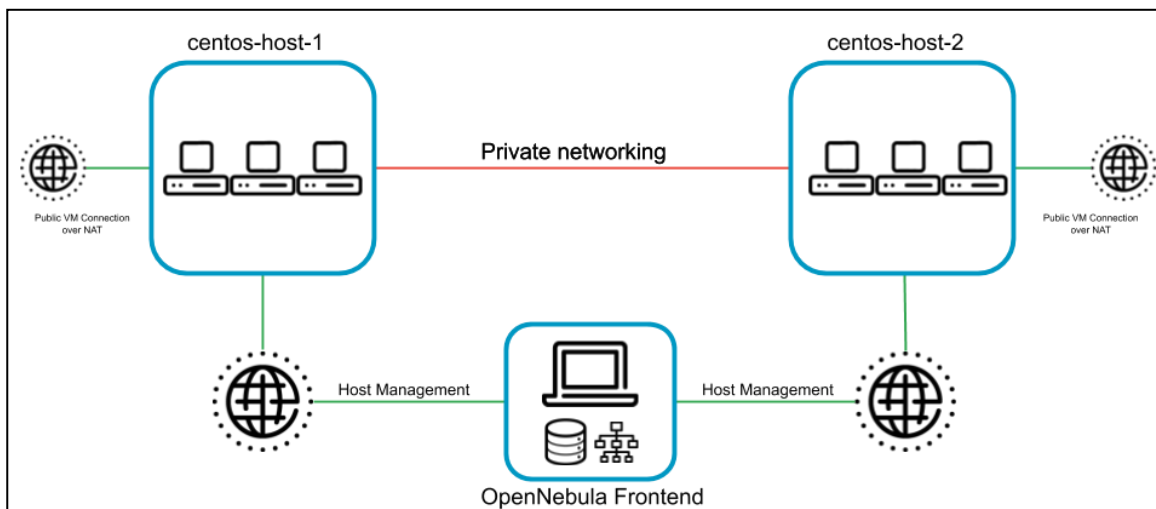 centos-host-1
centos-host-2
Private networking
Public VM Connection
over NAT
Public VM Connection
over NAT
Host Management
Host Management
OpenNebula Frontend